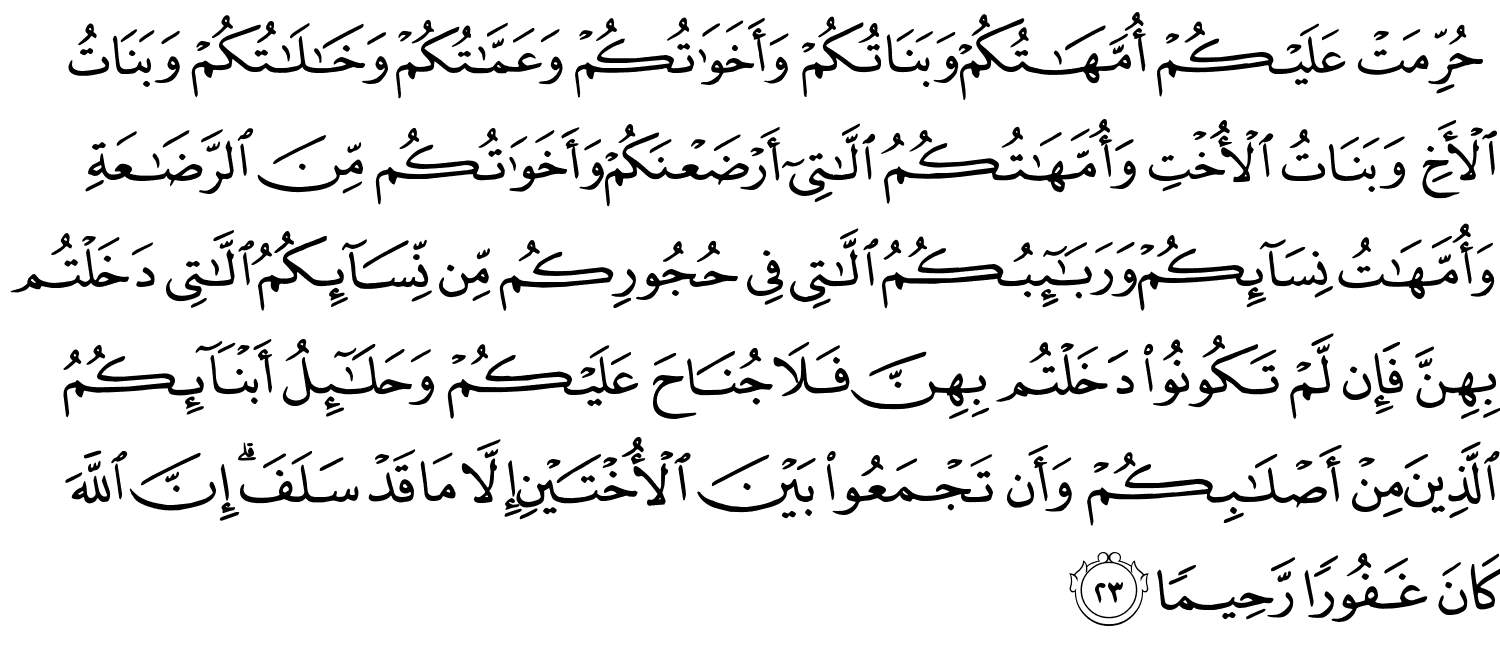 حُرِّمَتْ عَلَيْكُمْ أُمَّهَٰتُكُمْ وَبَنَاتُكُمْ وَأَخَوَٰتُكُمْ وَعَمَّٰتُكُمْ وَخَٰلَٰتُكُمْ وَبَنَاتُ
ٱلْأَخِ وَبَنَاتُ ٱلْأُخْتِ وَأُمَّهَٰتُكُمُ ٱلَّٰتِىٓ أَرْضَعْنَكُمْ وَأَخَوَٰتُكُم مِّنَ ٱلرَّضَٰعَةِ
وَأُمَّهَٰتُ نِسَآئِكُمْ وَرَبَٰٓئِبُكُمُ ٱلَّٰتِى فِى حُجُورِكُم مِّن نِّسَآئِكُمُ ٱلَّٰتِى دَخَلْتُم
بِهِنَّ فَإِن لَّمْ تَكُونُوا۟ دَخَلْتُم بِهِنَّ فَلَا جُنَاحَ عَلَيْكُمْ وَحَلَٰٓئِلُ أَبْنَآئِكُمُ
ٱلَّذِينَ مِنْ أَصْلَٰبِكُمْ وَأَن تَجْمَعُوا۟ بَيْنَ ٱلْأُخْتَيْنِ إِلَّا مَا قَدْ سَلَفَ ۗ إِنَّ ٱللَّهَ
كَانَ غَفُورًا رَّحِيمًا ٢٣